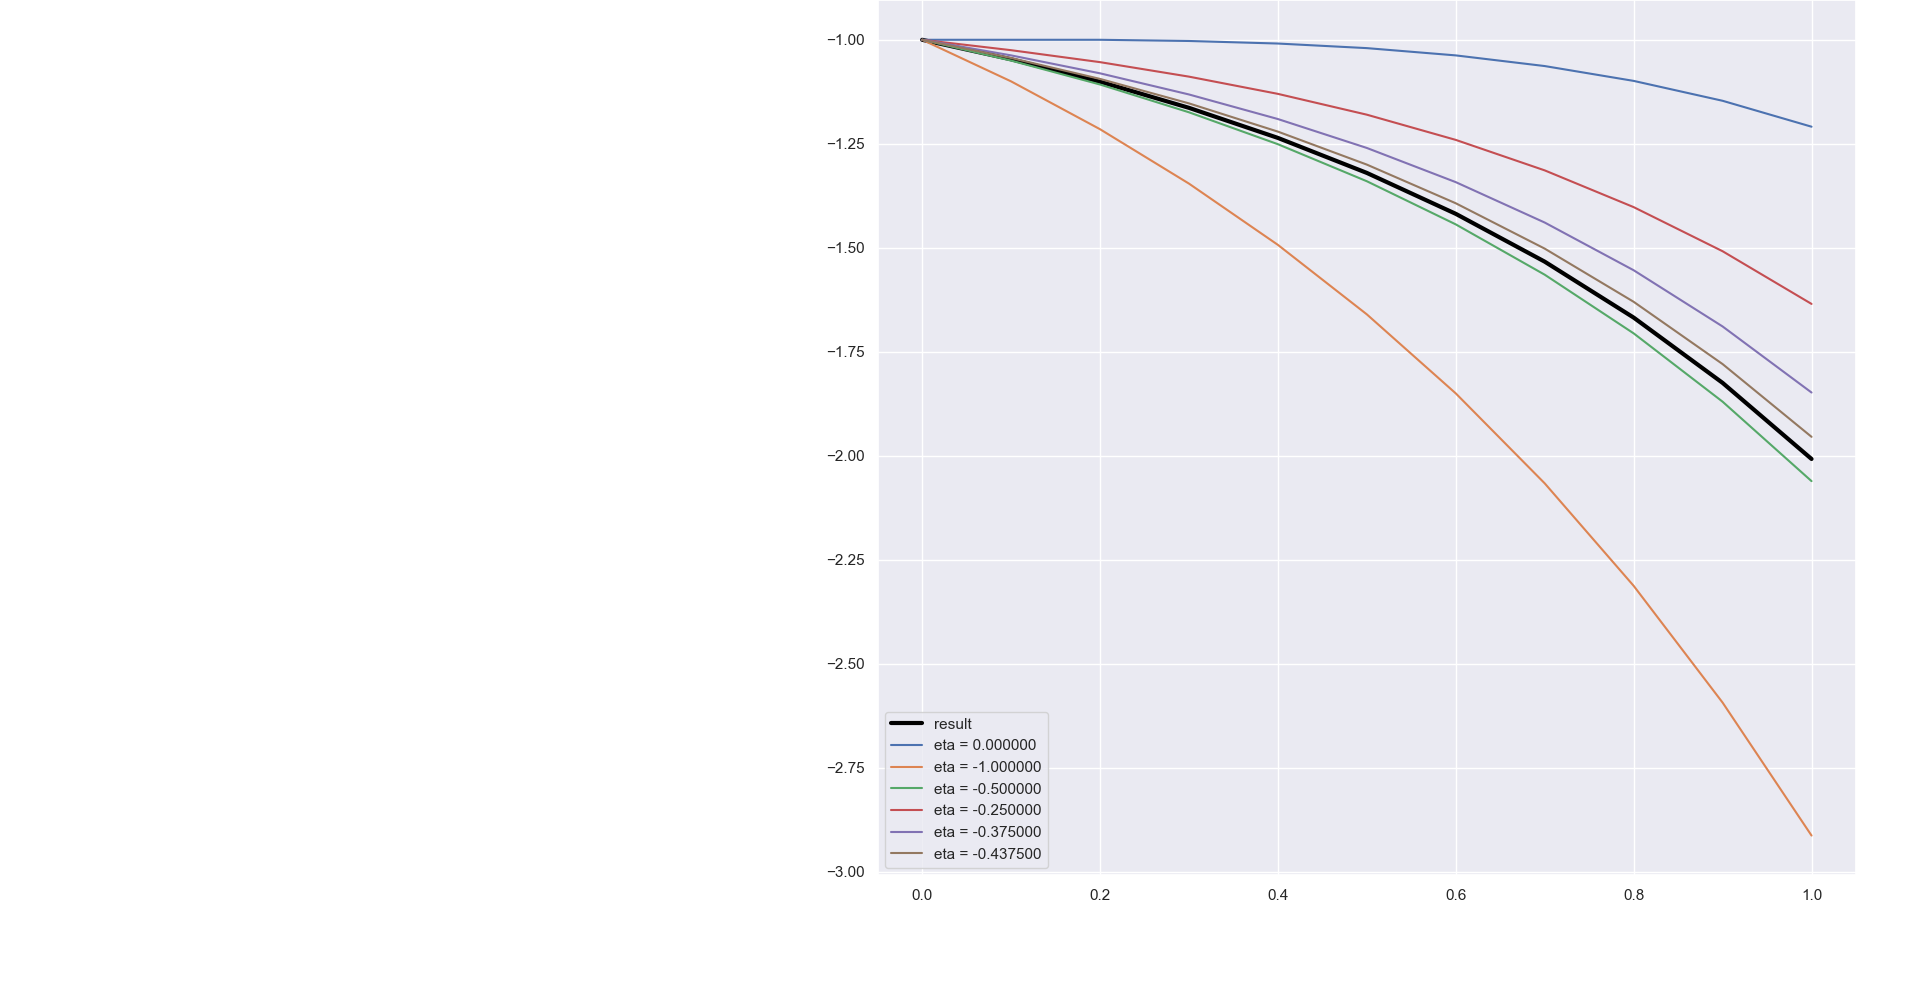 −1.00
−1.25
−1.50
−1.75
−2.00
−2.25
−2.50
−2.75
−3.00
result
eta = 0.000000
eta = -1.000000
eta = -0.500000
eta = -0.250000
eta = -0.375000
eta = -0.437500
0.0 0.2 0.4 0.6 0.8 1.0